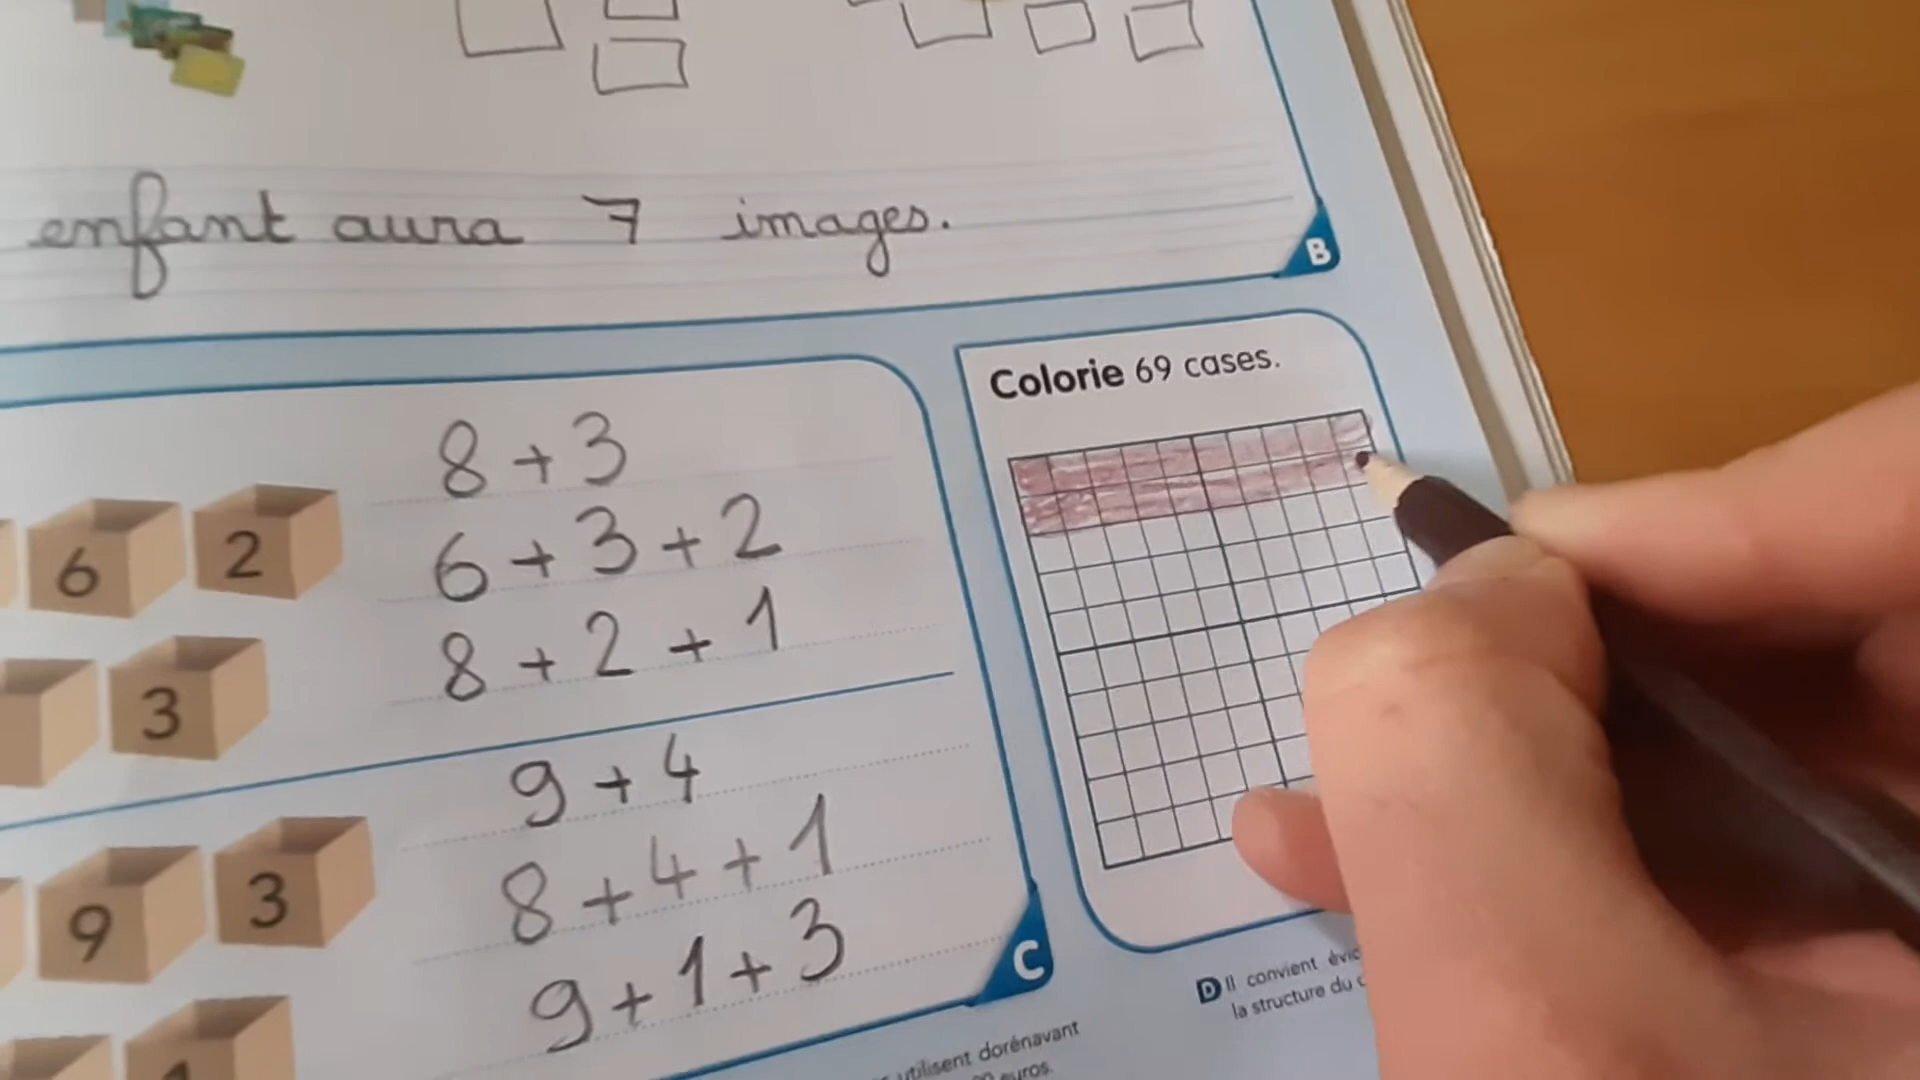 enfant aura 7 images.
B
8 + 3
6 + 3 + 2
8 + 2 + 1
6 2
3
9 + 4
8 + 4 + 1
9 + 1 + 3
9 3
C
Colorie 69 cases.
D Il convient
la structure du
utilisent dorénavant
euros.